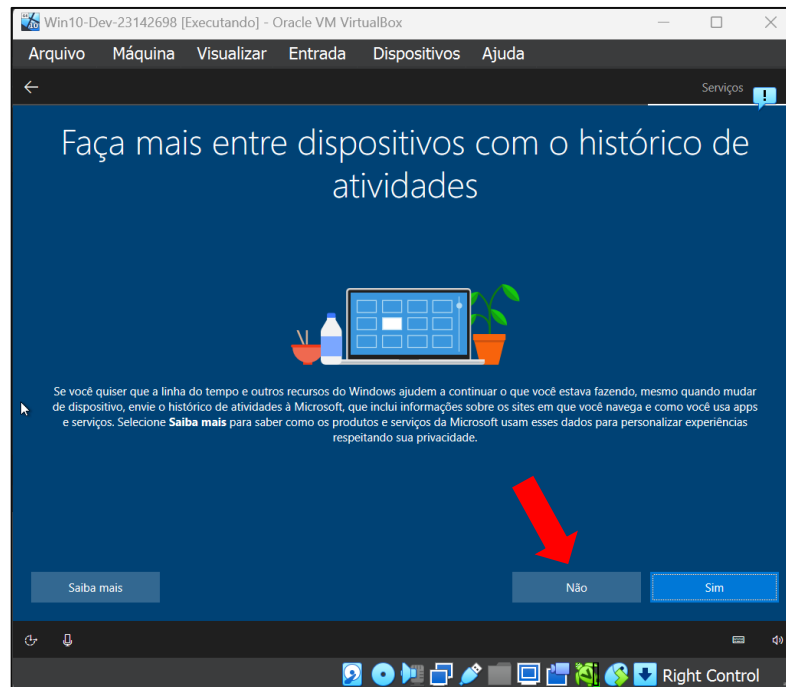 Win10-Dev-23142698 [Executando] - Oracle VM VirtualBox
Arquivo Máquina Visualizar Entrada Dispositivos Ajuda
Serviços
Faça mais entre dispositivos com o histórico de
atividades
Se você quiser que a linha do tempo e outros recursos do Windows ajudem a continuar o que você estava fazendo, mesmo quando mudar
de dispositivo, envie o histórico de atividades à Microsoft, que inclui informações sobre os sites em que você navega e como você usa apps
e serviços. Selecione Saiba mais para saber como os produtos e serviços da Microsoft usam esses dados para personalizar experiências
respeitando sua privacidade.
Saiba mais Não Sim
Right Control